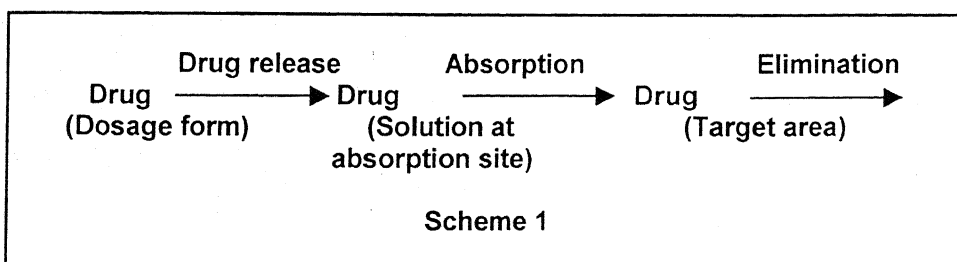 Drug release Absorption Elimination
Drug Drug Drug
(Dosage form) (Solution at (Target area)
absorption site)
Scheme 1